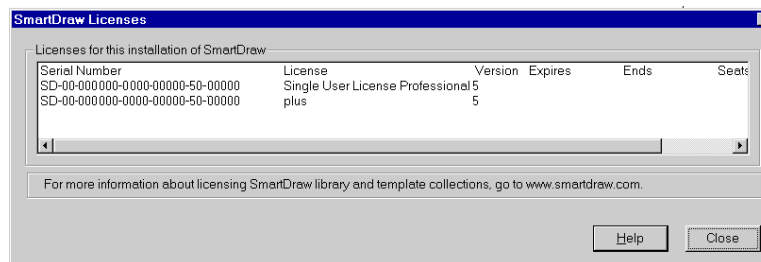 SmartDraw Licenses
Licenses for this installation of SmartDraw
Serial Number License Version Expires Ends Seats
SD-00-000000-0000-00000-50-00000 Single User License Professional 5
SD-00-000000-0000-00000-50-00000 plus 5
For more information about licensing SmartDraw library and template collections, go to www.smartdraw.com.
Help Close